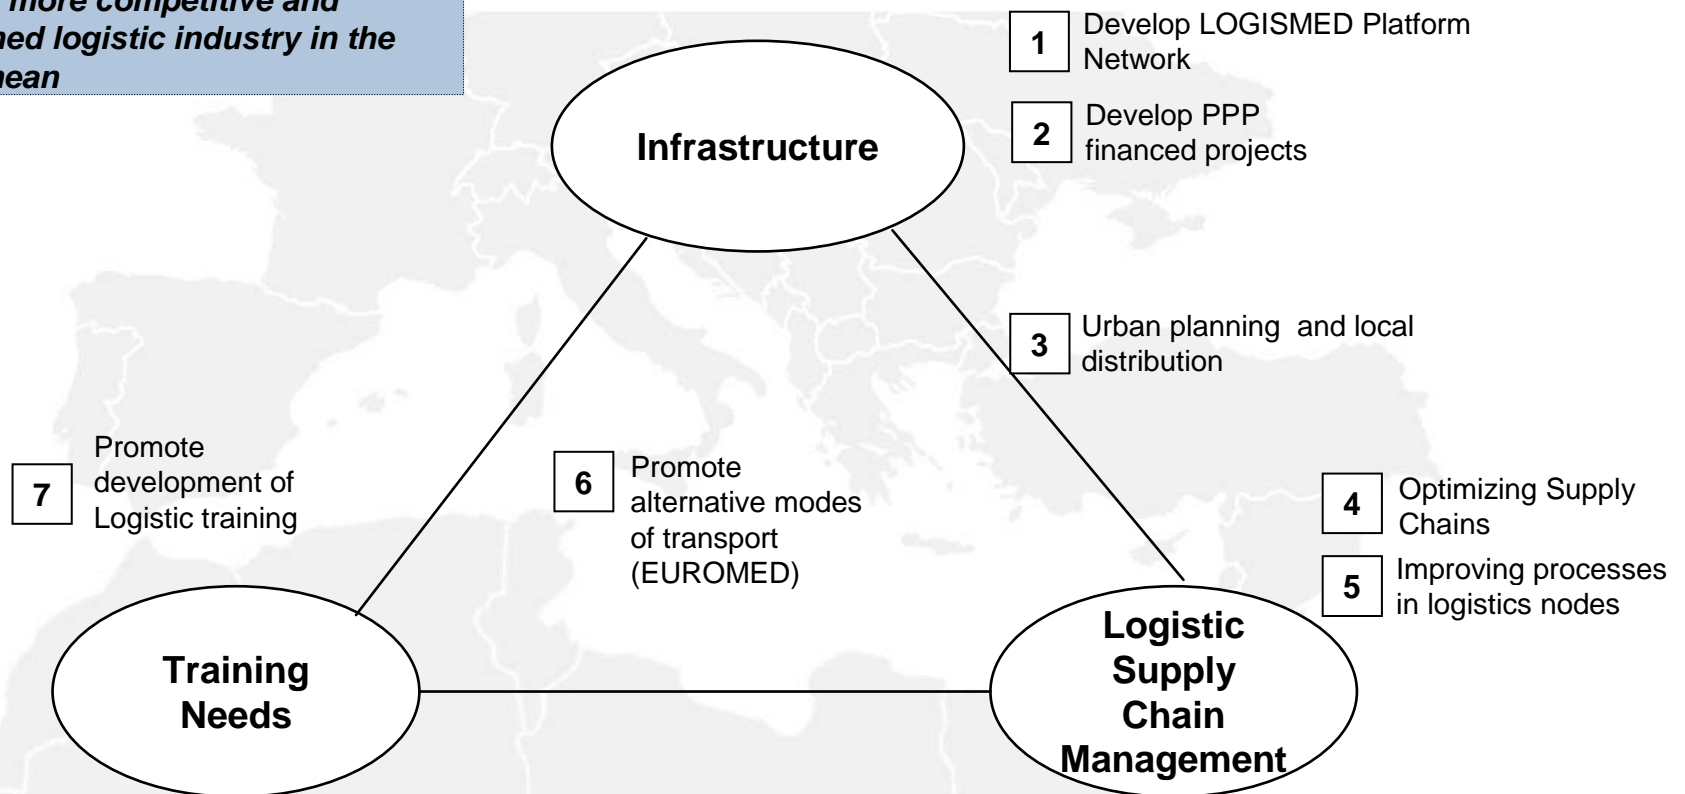 more competitive and
logistic industry in the
1
Develop LOGISMED Platform
Network
2
Develop PPP
financed projects
Infrastructure
3
Urban planning and local
distribution
7
Promote
development of
Logistic training
6
Promote
alternative modes
of transport
(EUROMED)
4
Optimizing Supply
Chains
5
Improving processes
in logistics nodes
Training
Needs
Logistic
Supply
Chain
Management